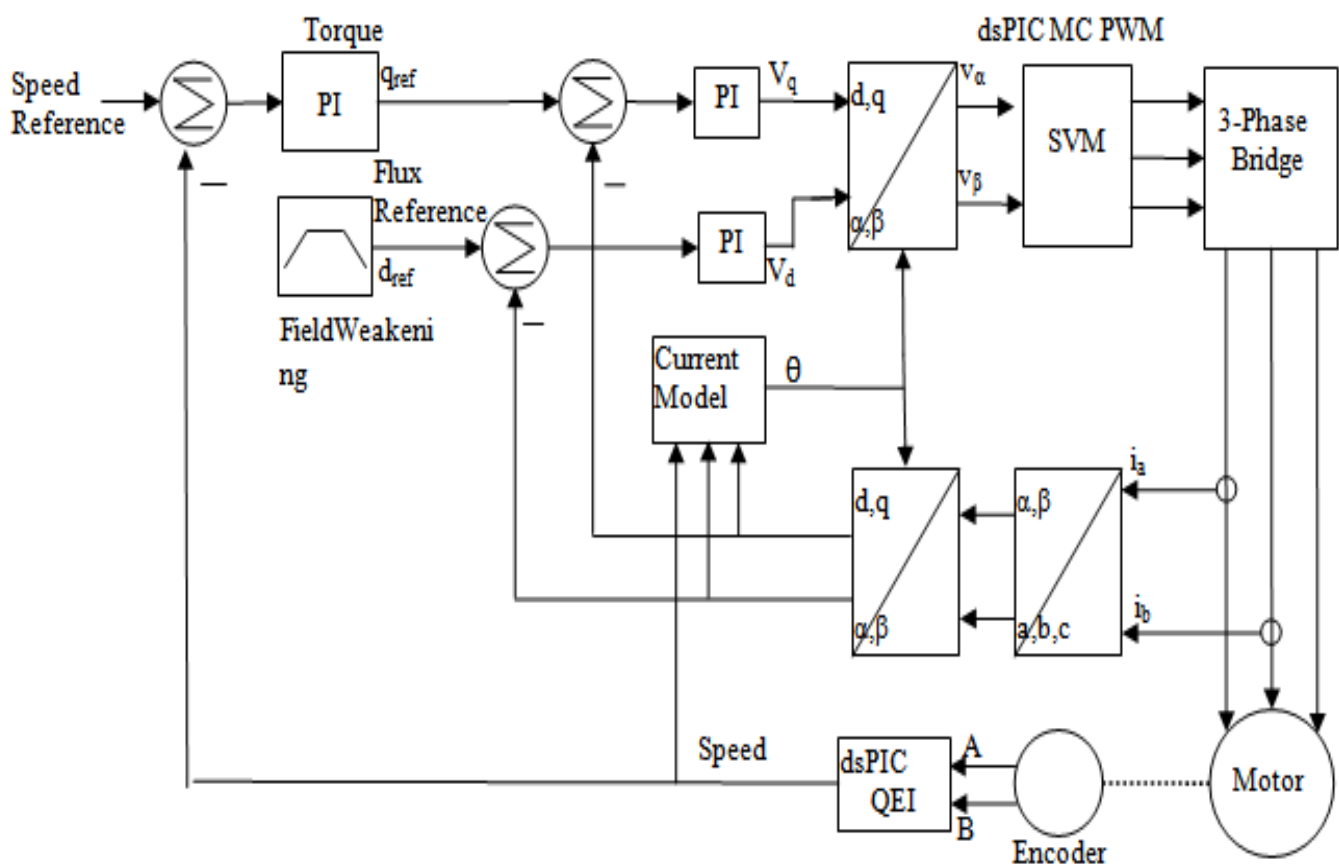 Torque
dsPIC MC PWM
Speed
Reference
PI
qref
PI
Vq
d,q
α,β
vα
vβ
SVM
3-Phase
Bridge
Flux
Reference
dref
PI
Vd
FieldWeakeni
ng
Current
Model
θ
d,q
α,β
α,β
a,b,c
ia
ib
Speed
dsPIC
QEI
A
B
Encoder
Motor